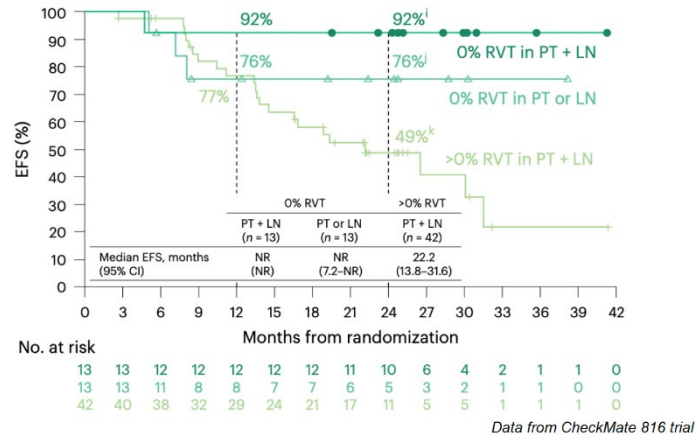 100
90
80
70
60
50
40
30
20
10
0
EFS (%)
92%
92%i
0% RVT in PT + LN
76%
76%j
0% RVT in PT or LN
77%
49%k
>0% RVT in PT + LN
0% RVT >0% RVT
PT + LN PT or LN PT + LN
(n = 13) (n = 13) (n = 42)
Median EFS, months NR NR 22.2
(95% CI) (NR) (7.2–NR) (13.8–31.6)
0 3 6 9 12 15 18 21 24 27 30 33 36 39 42
Months from randomization
No. at risk
13 13 12 12 12 12 12 11 10 6 4 2 1 1 0
13 13 11 8 8 7 7 6 5 3 2 1 1 0 0
42 40 38 32 29 24 21 17 11 5 5 1 1 1 0
Data from CheckMate 816 trial